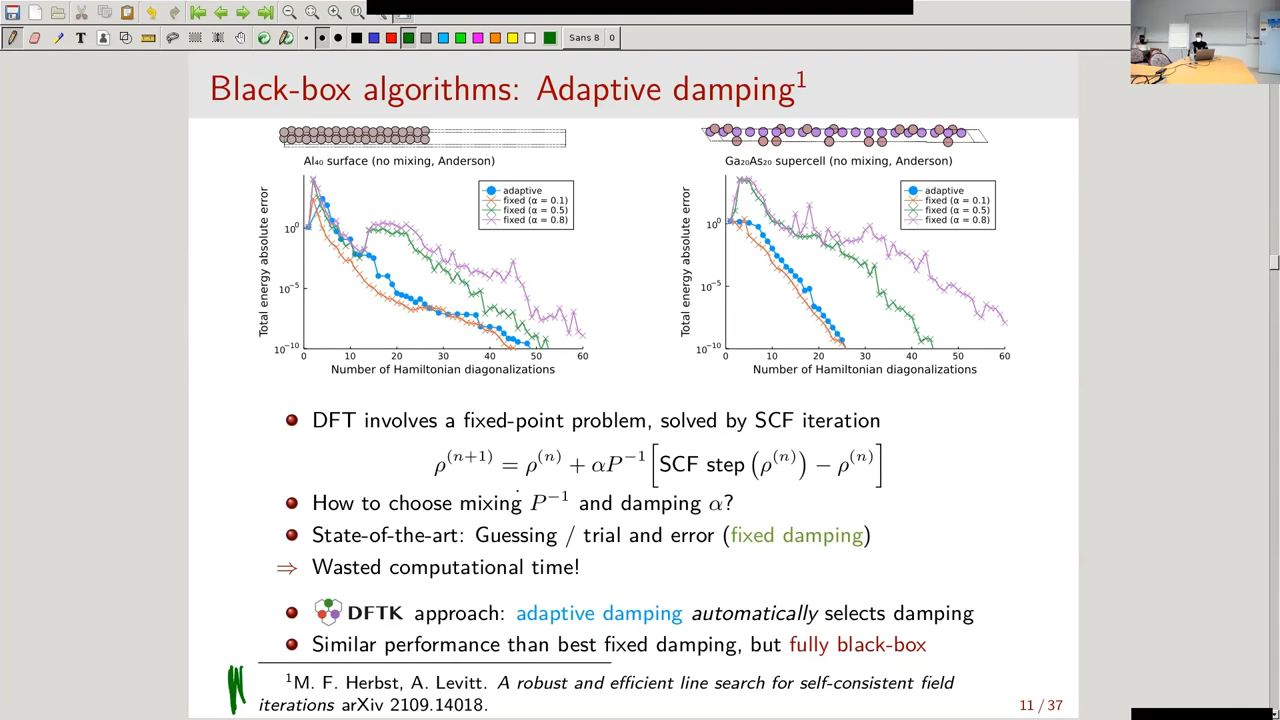 Sans 8 0
Black-box algorithms: Adaptive damping¹
Al₄₀ surface (no mixing, Anderson)
Total energy absolute error
10⁰
10⁻⁵
10⁻¹⁰
0 10 20 30 40 50 60
Number of Hamiltonian diagonalizations
adaptive
fixed (α = 0.1)
fixed (α = 0.5)
fixed (α = 0.8)
Ga₂₀As₂₀ supercell (no mixing, Anderson)
Total energy absolute error
10⁰
10⁻⁵
10⁻¹⁰
0 10 20 30 40 50 60
Number of Hamiltonian diagonalizations
adaptive
fixed (α = 0.1)
fixed (α = 0.5)
fixed (α = 0.8)
DFT involves a fixed-point problem, solved by SCF iteration
ρ⁽ⁿ⁺¹⁾ = ρ⁽ⁿ⁾ + αP⁻¹[SCF step (ρ⁽ⁿ⁾) − ρ⁽ⁿ⁾]
How to choose mixing P⁻¹ and damping α?
State-of-the-art: Guessing / trial and error (fixed damping)
⇒ Wasted computational time!
DFTK approach: adaptive damping automatically selects damping
Similar performance than best fixed damping, but fully black-box
¹M. F. Herbst, A. Levitt. A robust and efficient line search for self-consistent field
iterations arXiv 2109.14018.
11 / 37